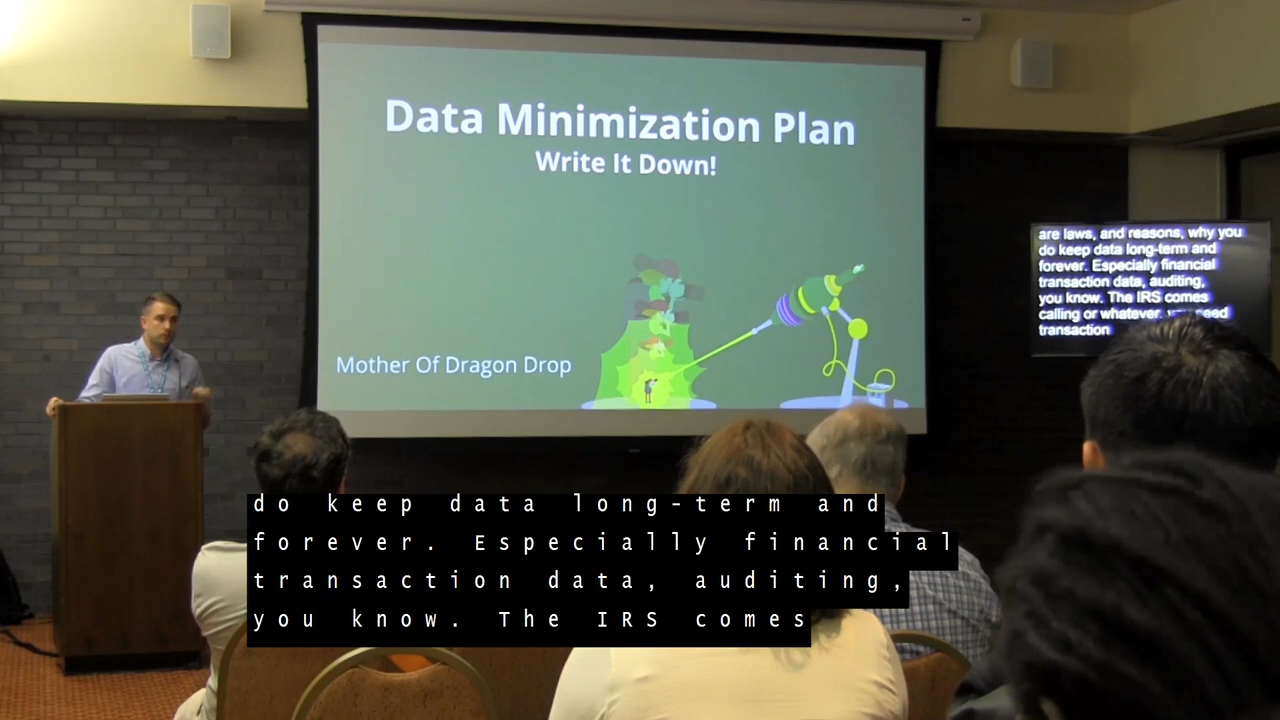 Data Minimization Plan
Write It Down!
Mother Of Dragon Drop
are laws, and reasons, why you
do keep data long-term and
forever. Especially financial
transaction data, auditing,
you know. The IRS comes
calling or whatever. you need
transaction
do keep data long-term and
forever. Especially financial
transaction data, auditing,
you know. The IRS comes